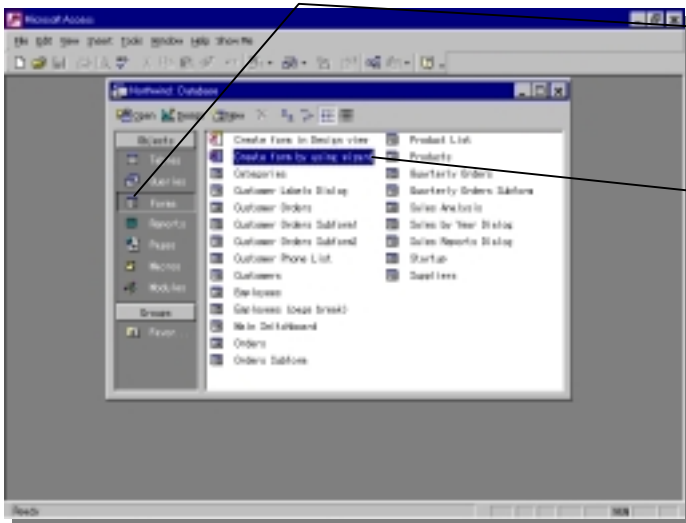 Microsoft Access
File Edit View Insert Tools Window Help Show Me
Northwind: Database
Open Design New
Objects
Tables
Queries
Forms
Reports
Pages
Macros
Modules
Groups
Favor...
Create form in Design view
Create form by using wizard
Categories
Customer Labels Dialog
Customer Orders
Customer Orders Subform1
Customer Orders Subform2
Customer Phone List
Customers
Employees
Employees (page break)
Main Switchboard
Orders
Orders Subform
Product List
Products
Quarterly Orders
Quarterly Orders Subform
Sales Analysis
Sales by Year Dialog
Sales Reports Dialog
Startup
Suppliers
Ready
NUM